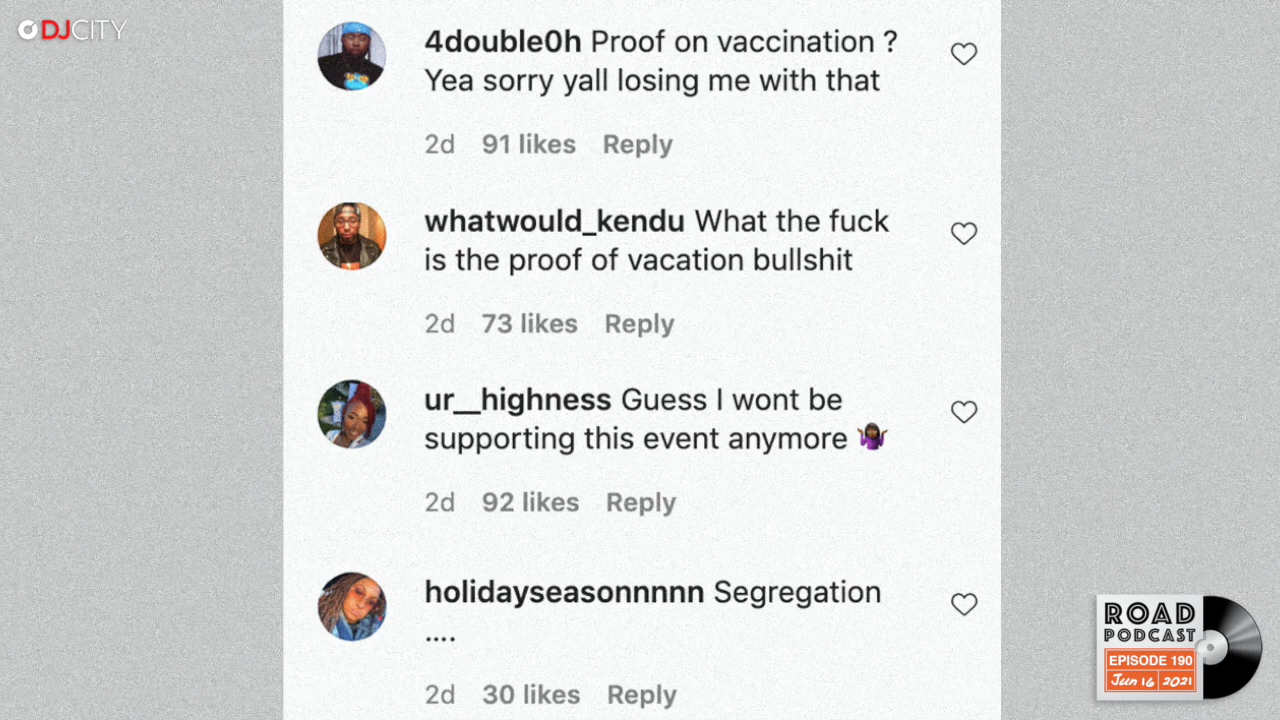 DJCITY
4double0h Proof on vaccination ?
Yea sorry yall losing me with that
2d 91 likes Reply
whatwould_kendu What the fuck
is the proof of vacation bullshit
2d 73 likes Reply
ur__highness Guess I wont be
supporting this event anymore 🤷🏾‍♀️
2d 92 likes Reply
holidayseasonnnnn Segregation
....
2d 30 likes Reply
ROAD
PODCAST
EPISODE 190
Jun 16 2021